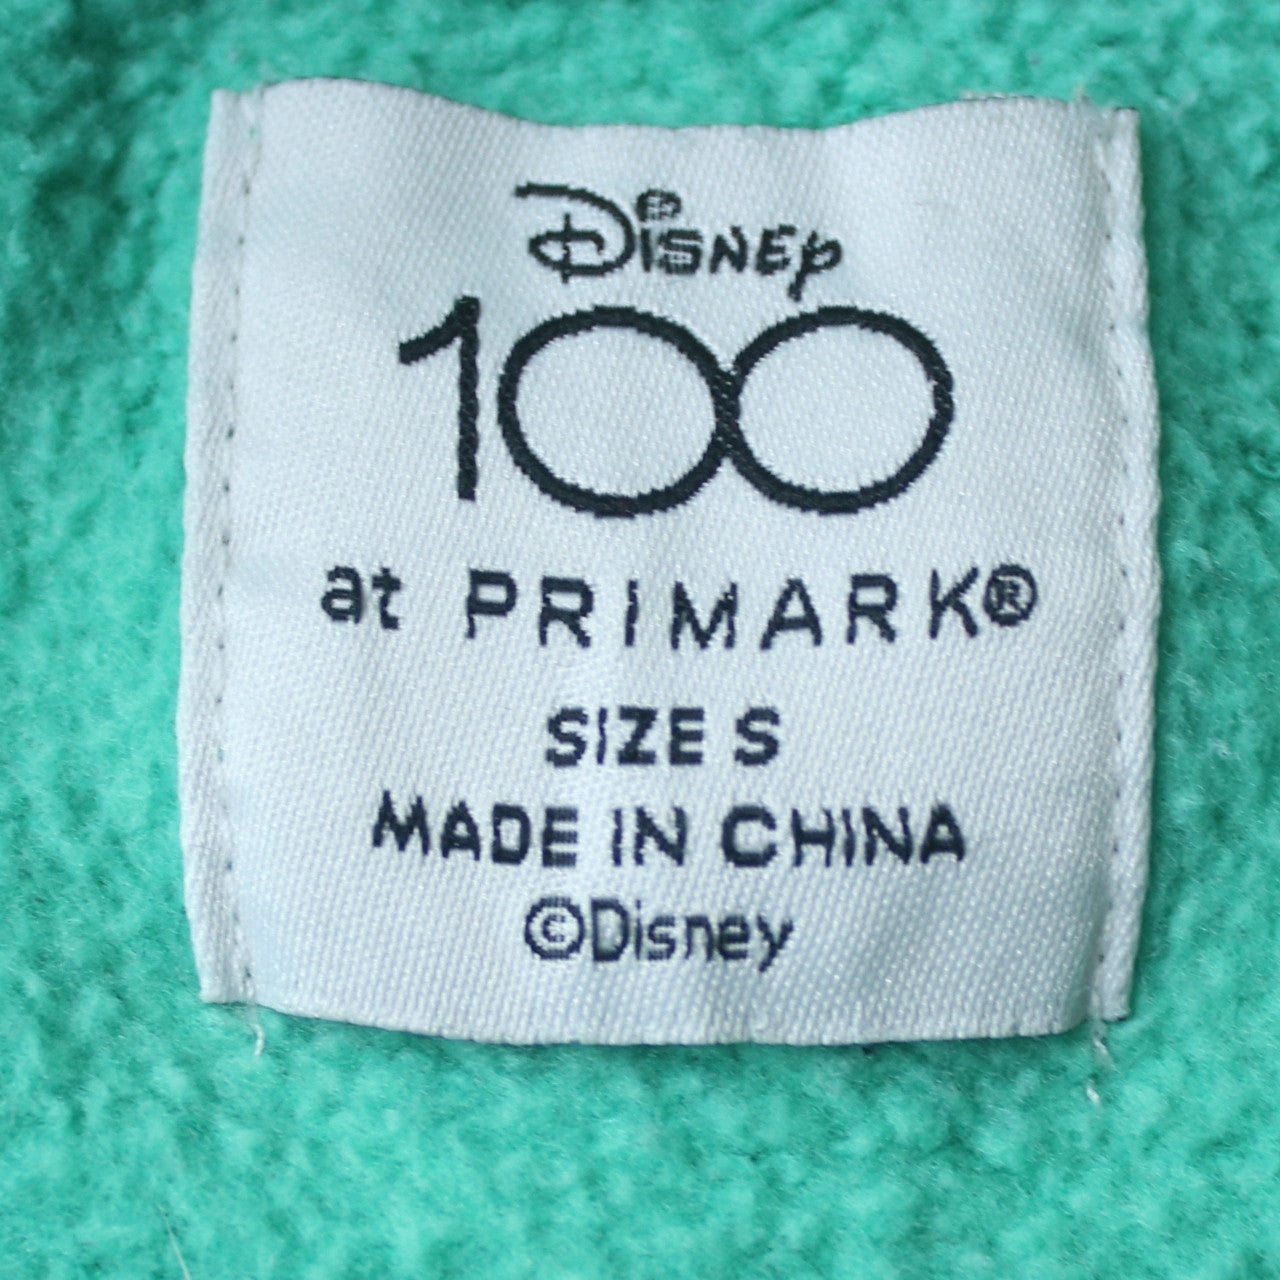 Disney
100
at PRIMARK®
SIZE S
MADE IN CHINA
©Disney